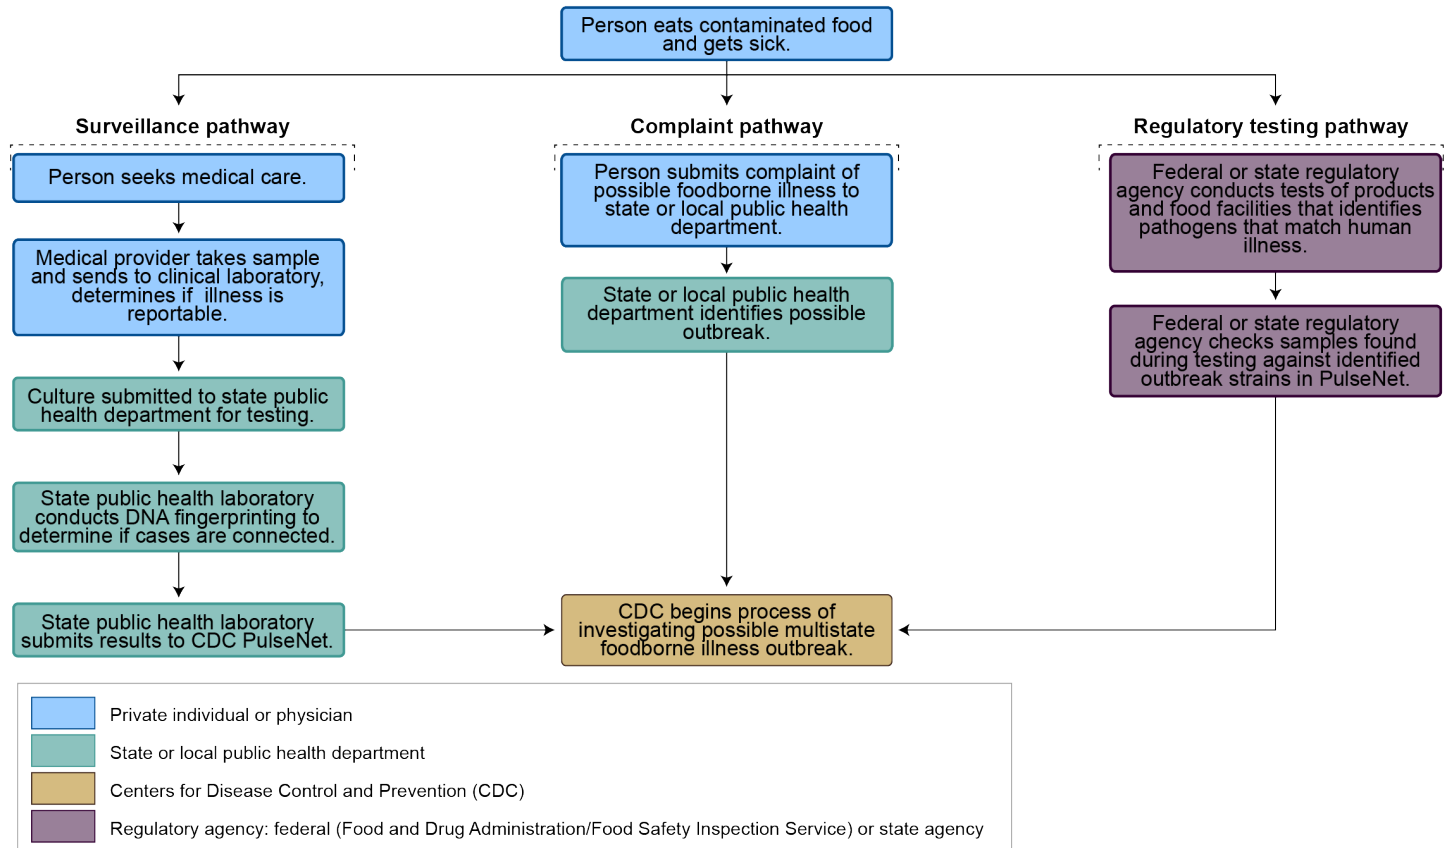 Person eats contaminated food
and gets sick.
Surveillance pathway
Person seeks medical care.
Medical provider takes sample
and sends to clinical laboratory,
determines if illness is
reportable.
Culture submitted to state public
health department for testing.
State public health laboratory
conducts DNA fingerprinting to
determine if cases are connected.
State public health laboratory
submits results to CDC PulseNet.
Complaint pathway
Person submits complaint of
possible foodborne illness to
state or local public health
department.
State or local public health
department identifies possible
outbreak.
CDC begins process of
investigating possible multistate
foodborne illness outbreak.
Regulatory testing pathway
Federal or state regulatory
agency conducts tests of products
and food facilities that identifies
pathogens that match human
illness.
Federal or state regulatory
agency checks samples found
during testing against identified
outbreak strains in PulseNet.
Private individual or physician
State or local public health department
Centers for Disease Control and Prevention (CDC)
Regulatory agency: federal (Food and Drug Administration/Food Safety Inspection Service) or state agency